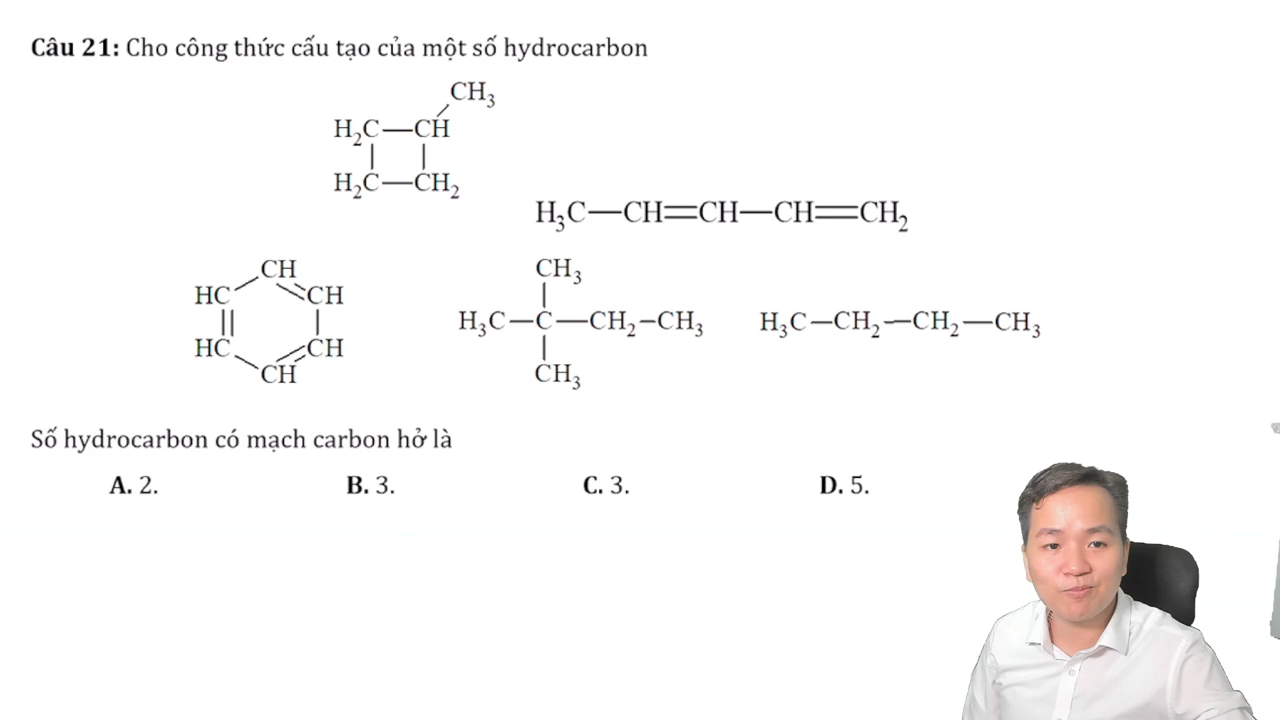 Câu 21: Cho công thức cấu tạo của một số hydrocarbon
CH₃
H₂C—CH
H₂C—CH₂
H₃C—CH=CH—CH=CH₂
CH
HC CH
HC CH
CH
CH₃
H₃C—C—CH₂–CH₃
CH₃
H₃C—CH₂—CH₂—CH₃
Số hydrocarbon có mạch carbon hở là
A. 2. B. 3. C. 3. D. 5.